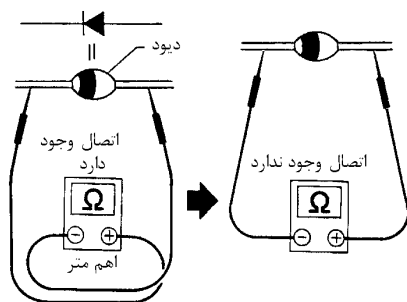 دیود
اتصال وجود
دارد
Ω
− +
اهم متر
اتصال وجود ندارد
Ω
− +